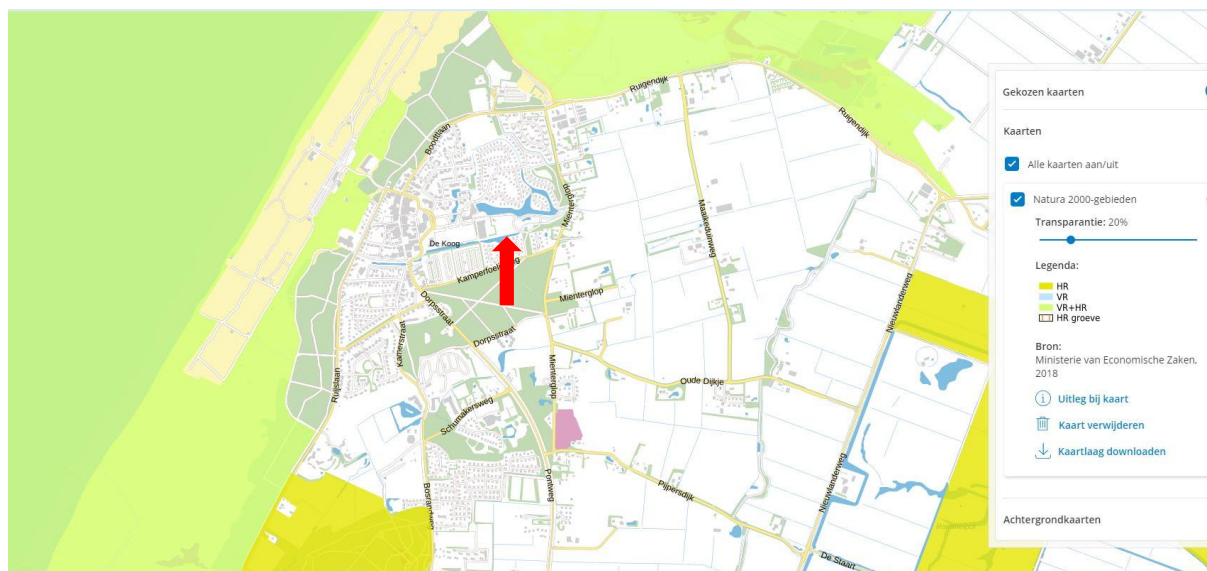 Ruigendijk
Ruigendijk
Boodtlaan
Mienterglop
Maaikeduinweg
De Koog
Nieuwlanderweg
Mienterglop
Dorpsstraat
Kamerstraat
Dorpsstraat
Mienterglop
Ruijslaan
Oude Dijkje
Schumakersweg
Pontweg
Pijpersdijk
Nieuwlanderweg
Bosrandweg
De Staart
Gekozen kaarten
Kaarten
Alle kaarten aan/uit
Natura 2000-gebieden
Transparantie: 20%
Legenda:
HR
VR
VR+HR
HR groeve
Bron:
Ministerie van Economische Zaken,
2018
Uitleg bij kaart
Kaart verwijderen
Kaartlaag downloaden
Achtergrondkaarten